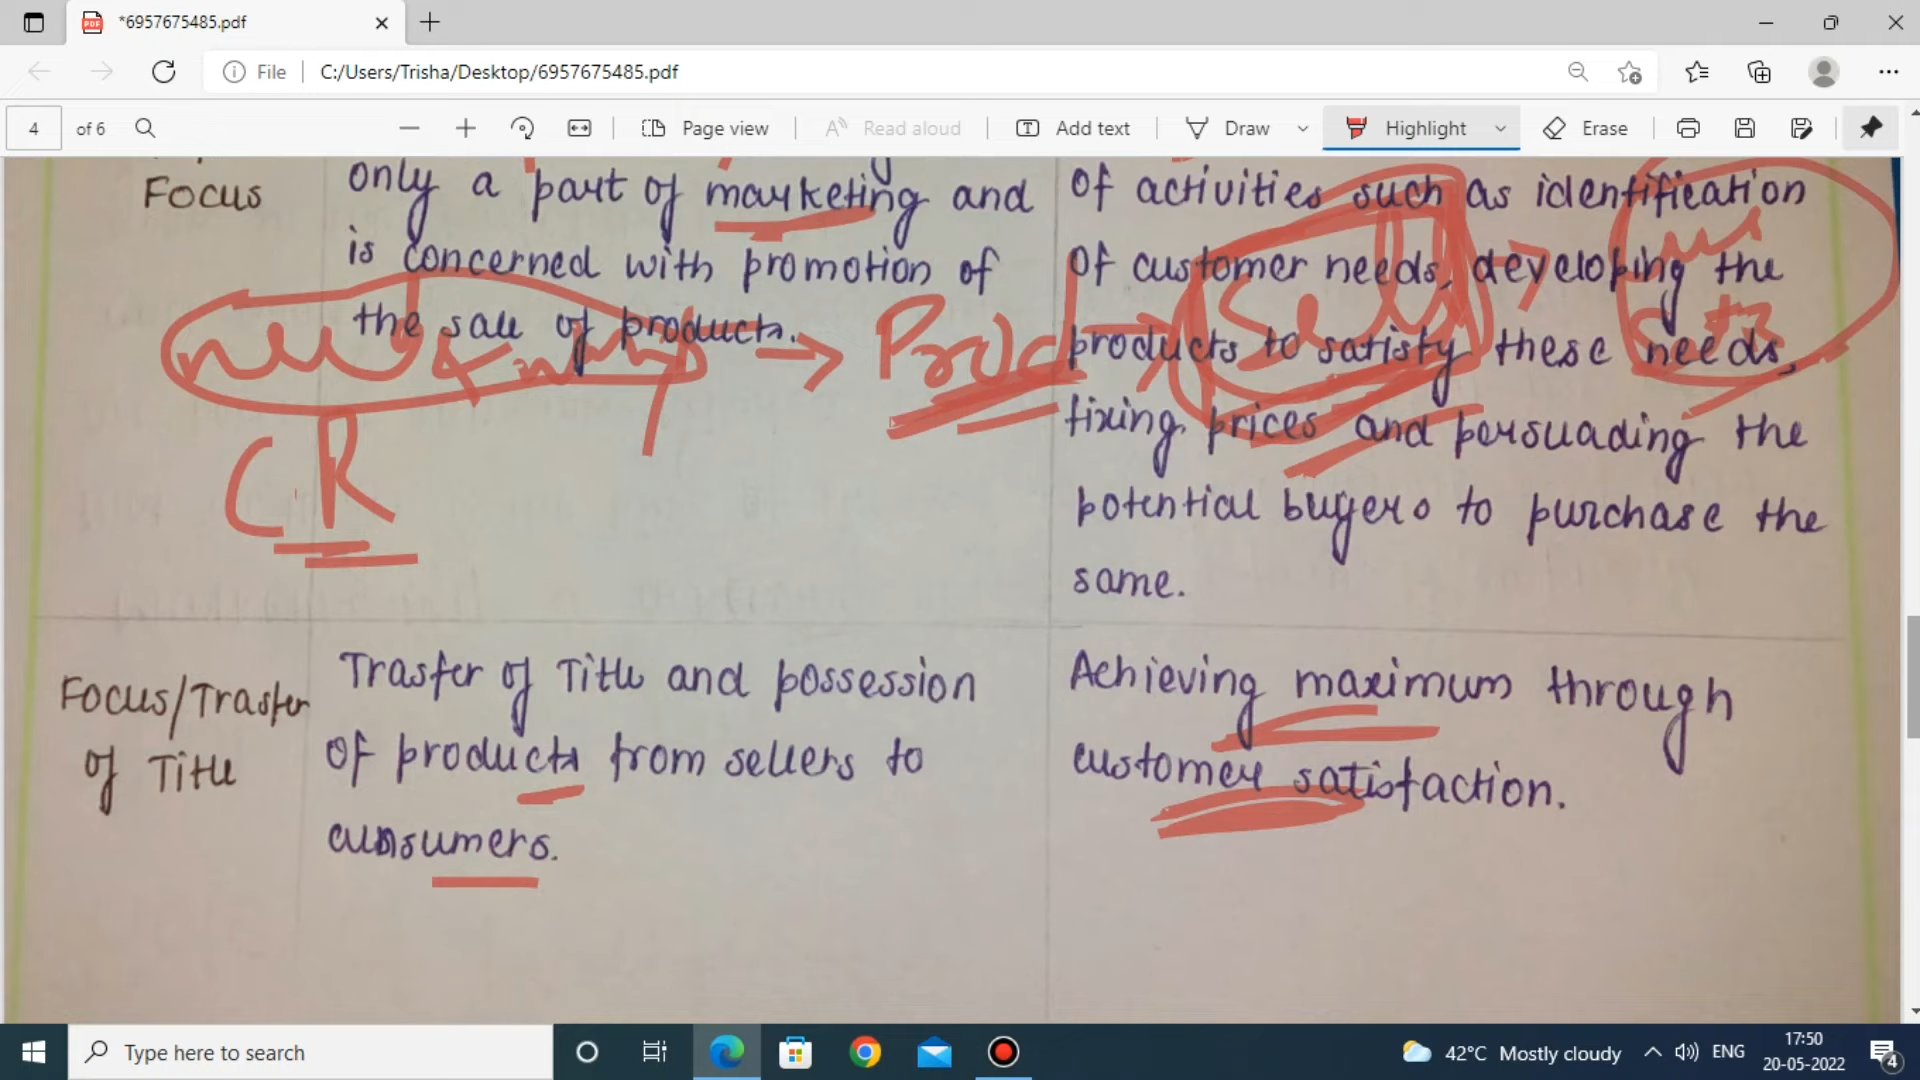 *6957675485.pdf
File C:/Users/Trisha/Desktop/6957675485.pdf
4 of 6 Page view Read aloud Add text Draw Highlight Erase
Focus
only a part of marketing and
is concerned with promotion of
the sale of products.
of activities such as identification
of customer needs, developing the
products to satisfy these needs,
fixing prices and persuading the
potential buyers to purchase the
same.
Prod
Sell
CR
Focus/Trasfer
of Title
Trasfer of Title and possession
of products from sellers to
cunsumers.
Achieving maximum through
customer satisfaction.
Type here to search
42°C Mostly cloudy ENG
17:50
20-05-2022
4